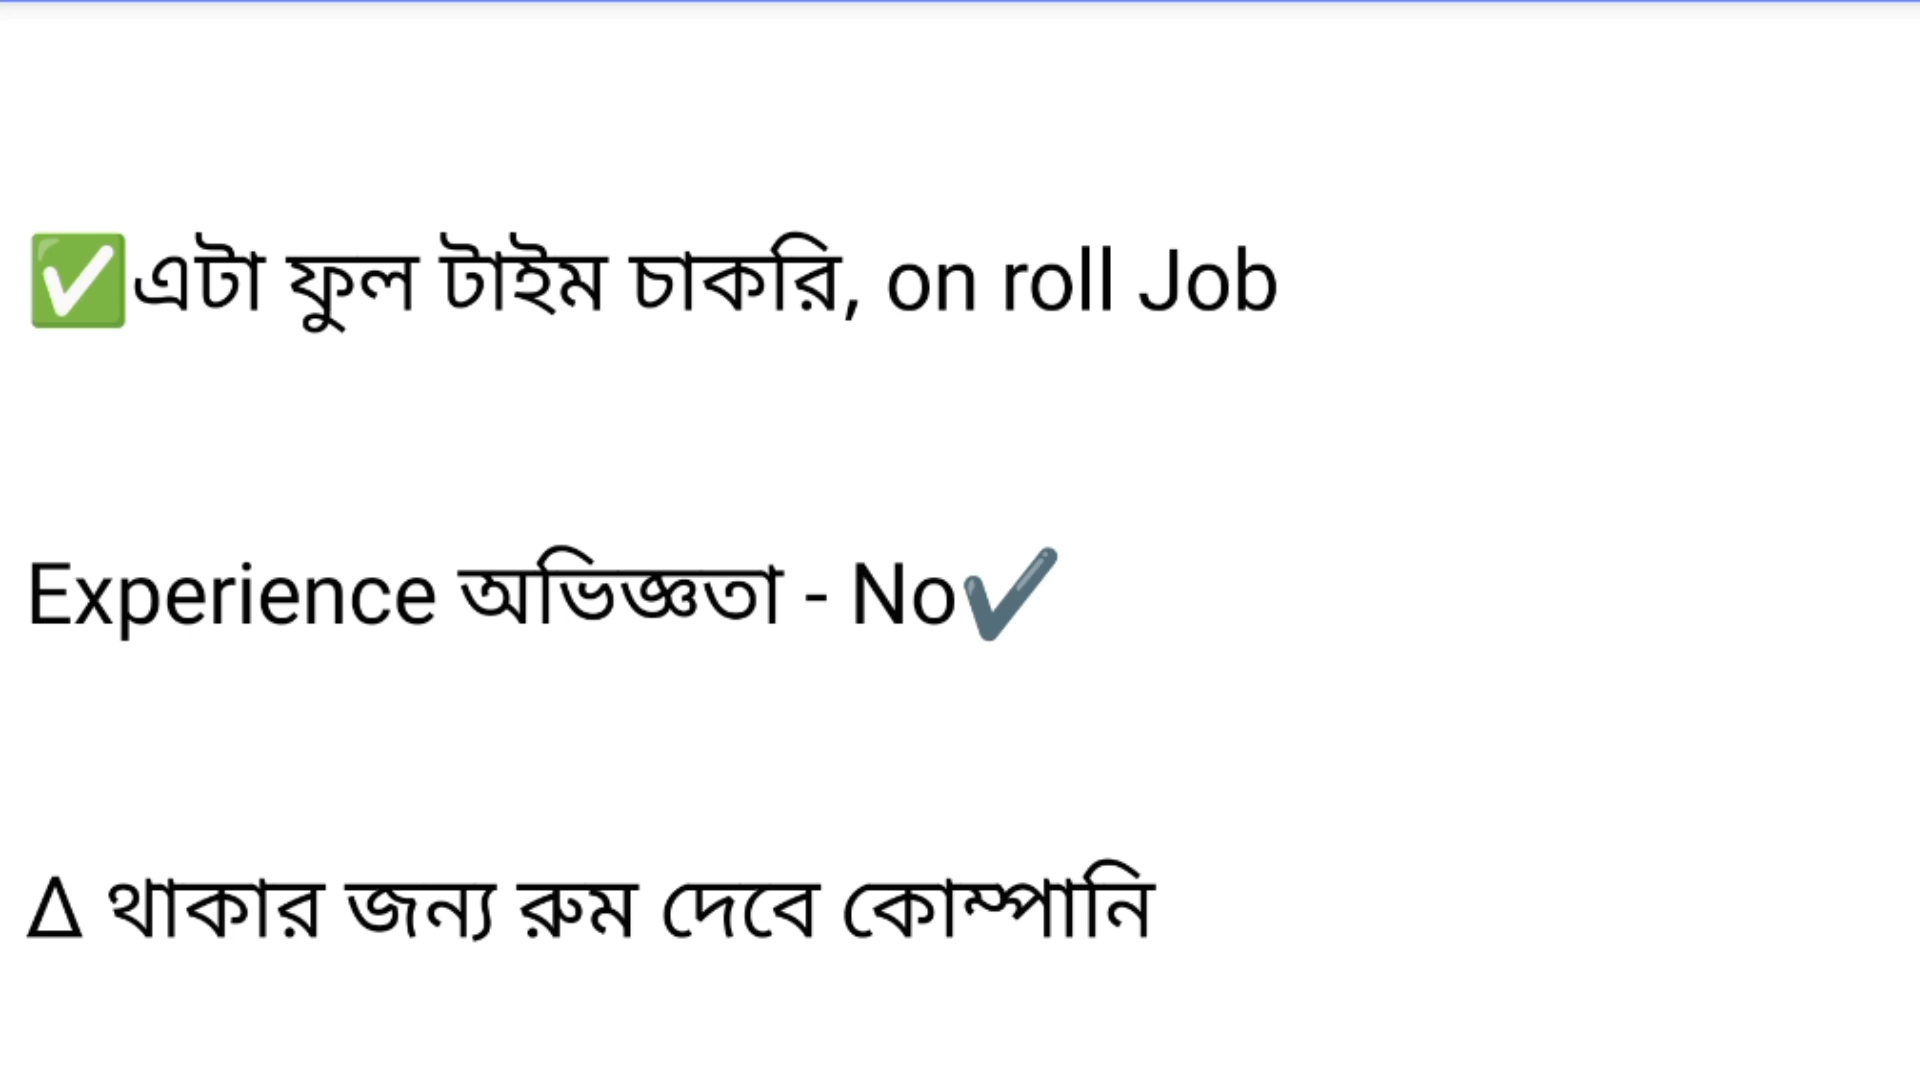 ✅এটা ফুল টাইম চাকরি, on roll Job
Experience অভিজ্ঞতা - No✔️
∆ থাকার জন্য রুম দেবে কোম্পানি